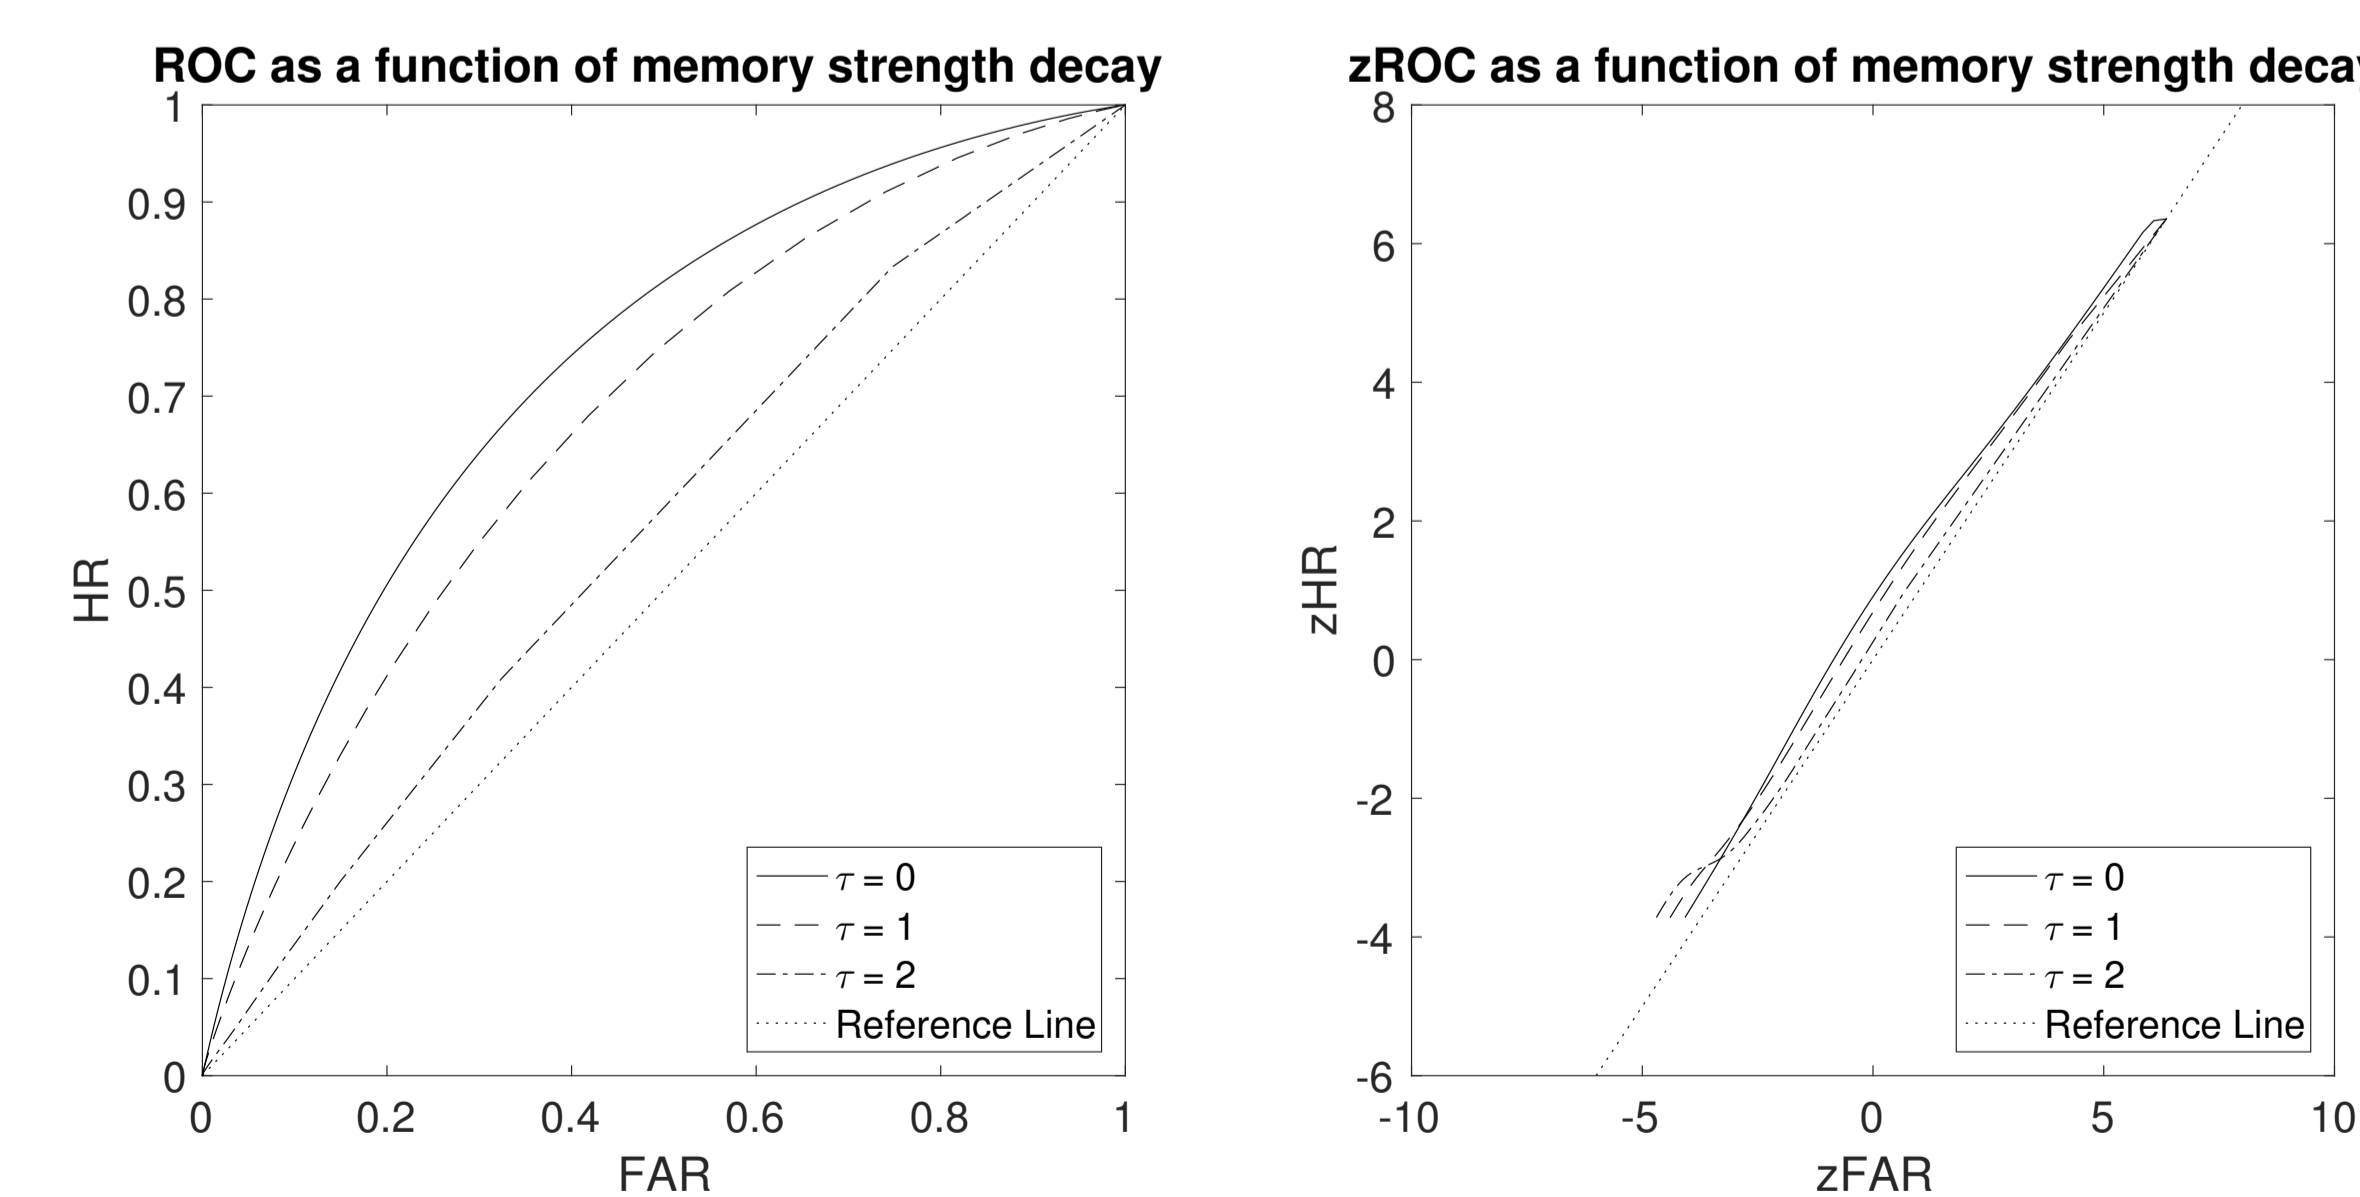 ROC as a function of memory strength decay
1
0.9
0.8
0.7
0.6
0.5
0.4
0.3
0.2
0.1
0
HR
0 0.2 0.4 0.6 0.8 1
FAR
τ = 0
τ = 1
τ = 2
Reference Line
zROC as a function of memory strength decay
8
6
4
2
0
-2
-4
-6
zHR
-10 -5 0 5 10
zFAR
τ = 0
τ = 1
τ = 2
Reference Line